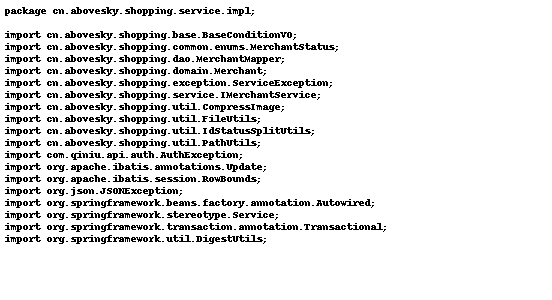 package cn.abovesky.shopping.service.impl;

import cn.abovesky.shopping.base.BaseConditionVO;
import cn.abovesky.shopping.common.enums.MerchantStatus;
import cn.abovesky.shopping.dao.MerchantMapper;
import cn.abovesky.shopping.domain.Merchant;
import cn.abovesky.shopping.exception.ServiceException;
import cn.abovesky.shopping.service.IMerchantService;
import cn.abovesky.shopping.util.CompressImage;
import cn.abovesky.shopping.util.FileUtils;
import cn.abovesky.shopping.util.IdStatusSplitUtils;
import cn.abovesky.shopping.util.PathUtils;
import com.qiniu.api.auth.AuthException;
import org.apache.ibatis.annotations.Update;
import org.apache.ibatis.session.RowBounds;
import org.json.JSONException;
import org.springframework.beans.factory.annotation.Autowired;
import org.springframework.stereotype.Service;
import org.springframework.transaction.annotation.Transactional;
import org.springframework.util.DigestUtils;